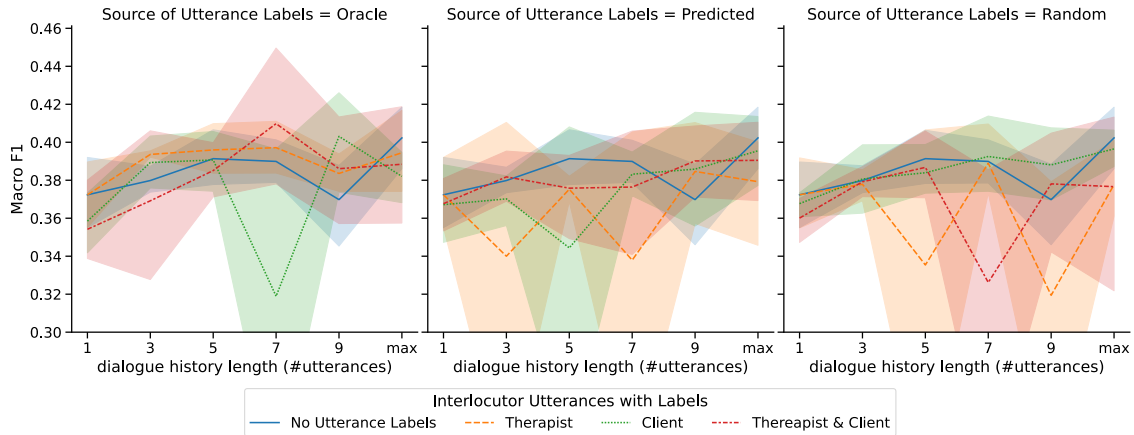 Source of Utterance Labels = Oracle
Source of Utterance Labels = Predicted
Source of Utterance Labels = Random
Macro F1
0.46
0.44
0.42
0.40
0.38
0.36
0.34
0.32
0.30
1 3 5 7 9 max
1 3 5 7 9 max
1 3 5 7 9 max
dialogue history length (#utterances)
dialogue history length (#utterances)
dialogue history length (#utterances)
Interlocutor Utterances with Labels
No Utterance Labels Therapist Client Thereapist & Client